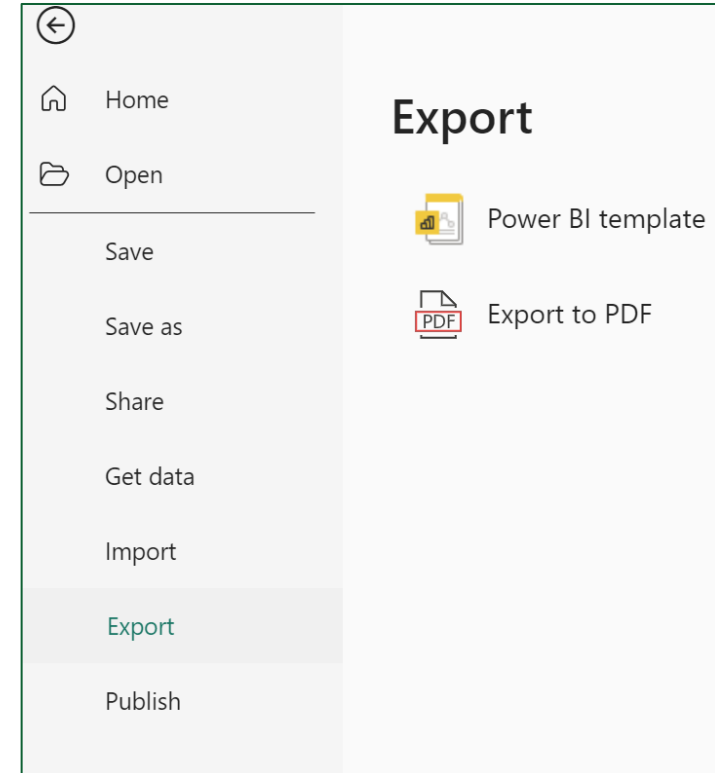 Home
Open
Save
Save as
Share
Get data
Import
Export
Publish
Export
Power BI template
PDF
Export to PDF